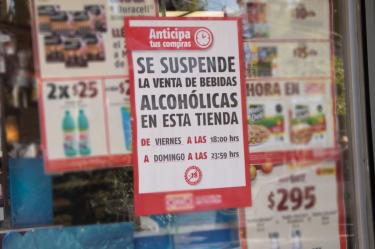 Duracell
Anticipa
tus compras
SE SUSPENDE
LA VENTA DE BEBIDAS
ALCOHÓLICAS
EN ESTA TIENDA
DE VIERNES A LAS 18:00 hrs
A DOMINGO A LAS 23:59 hrs
2x$25
HORA EN
$295